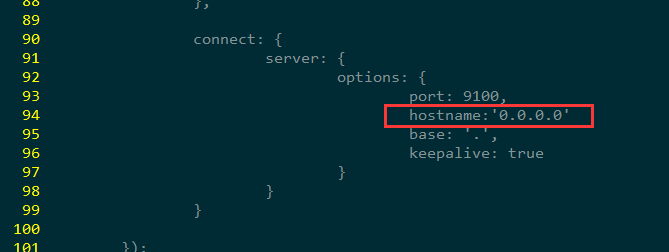 88 },
89
90 connect: {
91 server: {
92 options: {
93 port: 9100,
94 hostname:'0.0.0.0'
95 base: '.',
96 keepalive: true
97 }
98 }
99 }
100
101 });